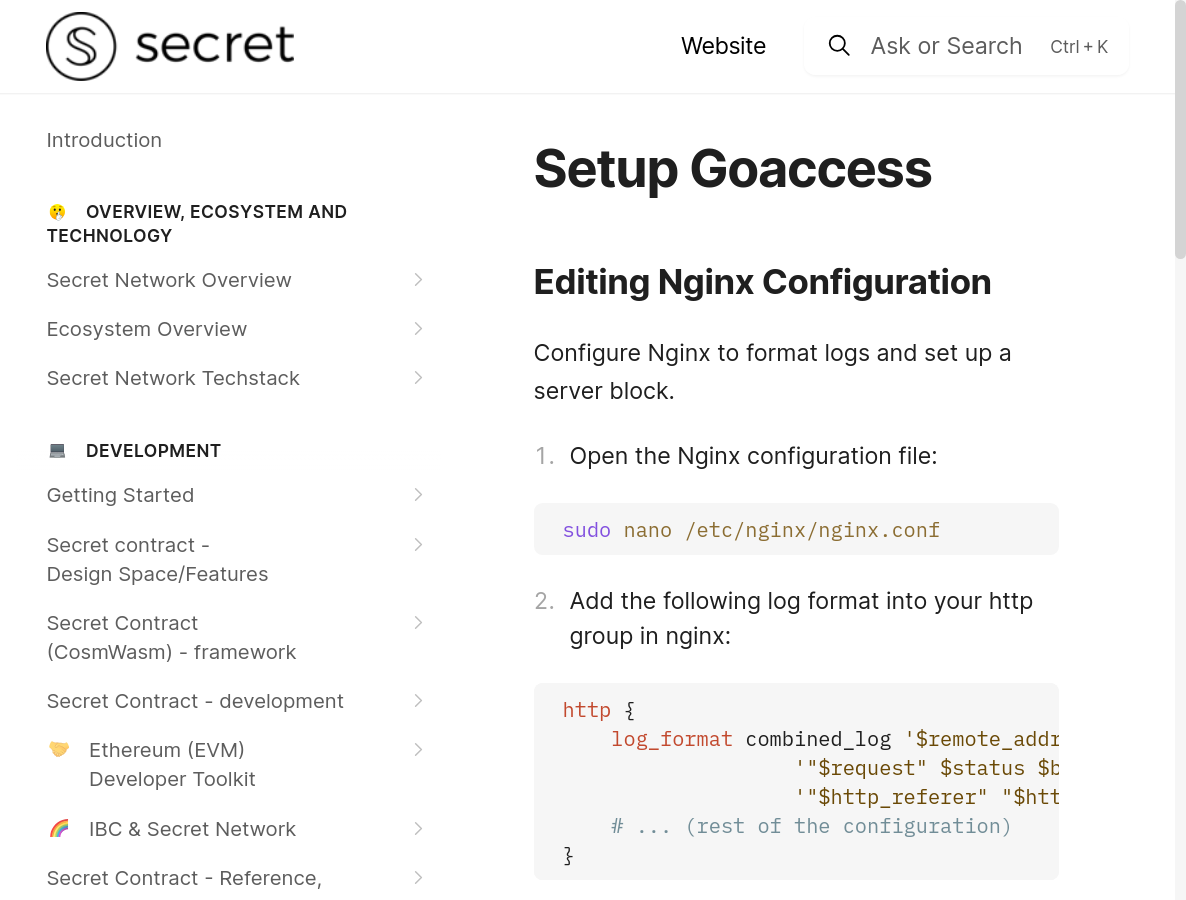 secret
Website
Ask or Search
Ctrl + K
Introduction
OVERVIEW, ECOSYSTEM AND
TECHNOLOGY
Secret Network Overview
Ecosystem Overview
Secret Network Techstack
DEVELOPMENT
Getting Started
Secret contract -
Design Space/Features
Secret Contract
(CosmWasm) - framework
Secret Contract - development
Ethereum (EVM)
Developer Toolkit
IBC & Secret Network
Secret Contract - Reference,
Setup Goaccess
Editing Nginx Configuration
Configure Nginx to format logs and set up a
server block.
1. Open the Nginx configuration file:
sudo nano /etc/nginx/nginx.conf
2. Add the following log format into your http
group in nginx:
http {
log_format combined_log '$remote_addr
'"$request" $status $b
'"$http_referer" "$htt
# ... (rest of the configuration)
}